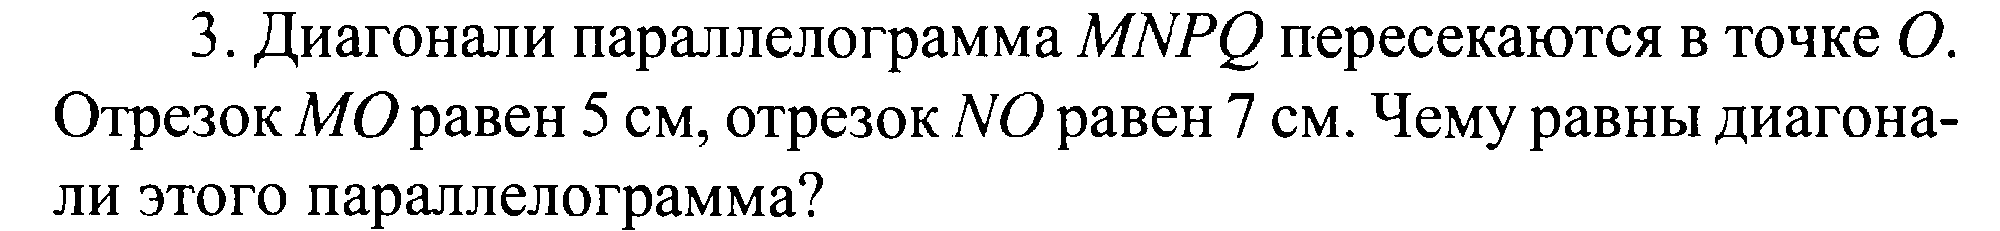 3. Диагонали параллелограмма MNPQ пересекаются в точке O.
Отрезок MO равен 5 см, отрезок NO равен 7 см. Чему равны диагона-
ли этого параллелограмма?